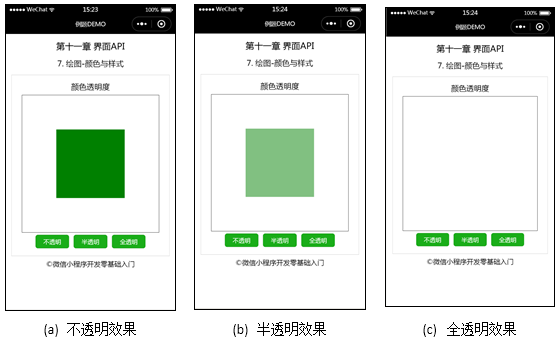 ●●●●● WeChat 15:23 100%
例题DEMO
第十一章 界面API
7. 绘图-颜色与样式
颜色透明度
不透明 半透明 全透明
©微信小程序开发零基础入门
(a) 不透明效果
●●●●● WeChat 15:24 100%
例题DEMO
第十一章 界面API
7. 绘图-颜色与样式
颜色透明度
不透明 半透明 全透明
©微信小程序开发零基础入门
(b) 半透明效果
●●●●● WeChat 15:24 100%
例题DEMO
第十一章 界面API
7. 绘图-颜色与样式
颜色透明度
不透明 半透明 全透明
©微信小程序开发零基础入门
(c) 全透明效果